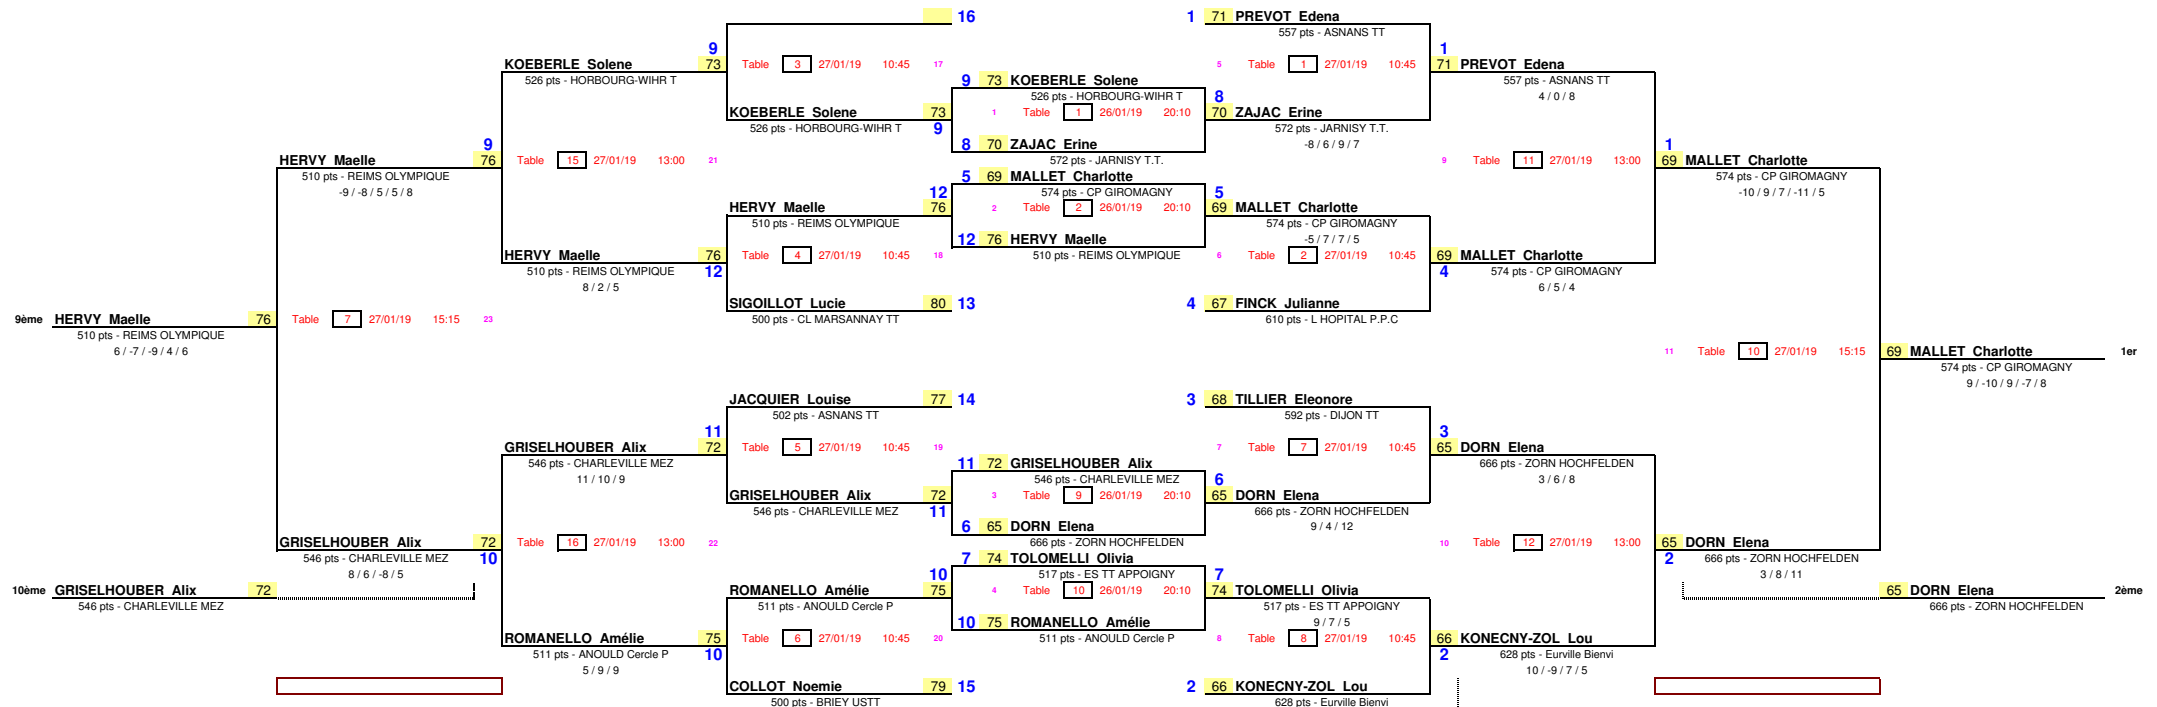 16 1 71 PREVOT Edena
557 pts - ASNANS TT
9 1
KOEBERLE Solene 73 Table 3 27/01/19 10:45 17 5 Table 1 27/01/19 10:45 71 PREVOT Edena
526 pts - HORBOURG-WIHR T 9 73 KOEBERLE Solene 557 pts - ASNANS TT
526 pts - HORBOURG-WIHR T 8 4 / 0 / 8
KOEBERLE Solene 73 1 Table 1 26/01/19 20:10 70 ZAJAC Erine
526 pts - HORBOURG-WIHR T 9 572 pts - JARNISY T.T.
9 8 70 ZAJAC Erine -8 / 6 / 9 / 7 1
HERVY Maelle 76 Table 15 27/01/19 13:00 21 572 pts - JARNISY T.T. 9 Table 11 27/01/19 13:00 69 MALLET Charlotte
510 pts - REIMS OLYMPIQUE 5 69 MALLET Charlotte 574 pts - CP GIROMAGNY
-9 / -8 / 5 / 5 / 8 12 574 pts - CP GIROMAGNY 5 -10 / 9 / 7 / -11 / 5
HERVY Maelle 76 2 Table 2 26/01/19 20:10 69 MALLET Charlotte
510 pts - REIMS OLYMPIQUE 574 pts - CP GIROMAGNY
12 76 HERVY Maelle -5 / 7 / 7 / 5
HERVY Maelle 76 Table 4 27/01/19 10:45 18 510 pts - REIMS OLYMPIQUE 6 Table 2 27/01/19 10:45 69 MALLET Charlotte
510 pts - REIMS OLYMPIQUE 12 4 574 pts - CP GIROMAGNY
8 / 2 / 5 6 / 5 / 4
SIGOILLOT Lucie 80 13 4 67 FINCK Julianne
9ème HERVY Maelle 76 Table 7 27/01/19 15:15 23 500 pts - CL MARSANNAY TT 610 pts - L HOPITAL P.P.C
510 pts - REIMS OLYMPIQUE
6 / -7 / -9 / 4 / 6 11 Table 10 27/01/19 15:15 69 MALLET Charlotte 1er
574 pts - CP GIROMAGNY
9 / -10 / 9 / -7 / 8
JACQUIER Louise 77 14 3 68 TILLIER Eleonore
502 pts - ASNANS TT 592 pts - DIJON TT
11 3
GRISELHOUBER Alix 72 Table 5 27/01/19 10:45 19 7 Table 7 27/01/19 10:45 65 DORN Elena
546 pts - CHARLEVILLE MEZ 11 72 GRISELHOUBER Alix 666 pts - ZORN HOCHFELDEN
11 / 10 / 9 546 pts - CHARLEVILLE MEZ 6 3 / 6 / 8
GRISELHOUBER Alix 72 3 Table 9 26/01/19 20:10 65 DORN Elena
546 pts - CHARLEVILLE MEZ 11 666 pts - ZORN HOCHFELDEN
6 65 DORN Elena 9 / 4 / 12
GRISELHOUBER Alix 72 Table 16 27/01/19 13:00 22 666 pts - ZORN HOCHFELDEN 10 Table 12 27/01/19 13:00 65 DORN Elena
546 pts - CHARLEVILLE MEZ 10 7 74 TOLOMELLI Olivia 2 666 pts - ZORN HOCHFELDEN
8 / 6 / -8 / 5 10 517 pts - ES TT APPOIGNY 7 3 / 8 / 11
10ème GRISELHOUBER Alix 72 ROMANELLO Amélie 75 4 Table 10 26/01/19 20:10 74 TOLOMELLI Olivia 65 DORN Elena 2ème
546 pts - CHARLEVILLE MEZ 511 pts - ANOULD Cercle P 517 pts - ES TT APPOIGNY 666 pts - ZORN HOCHFELDEN
10 75 ROMANELLO Amélie 9 / 7 / 5
ROMANELLO Amélie 75 Table 6 27/01/19 10:45 20 511 pts - ANOULD Cercle P 8 Table 8 27/01/19 10:45 66 KONECNY-ZOL Lou
511 pts - ANOULD Cercle P 10 2 628 pts - Eurville Bienvi
5 / 9 / 9 10 / -9 / 7 / 5
COLLOT Noemie 79 15 2 66 KONECNY-ZOL Lou
500 pts - BRIEY USTT 628 pts - Eurville Bienvi